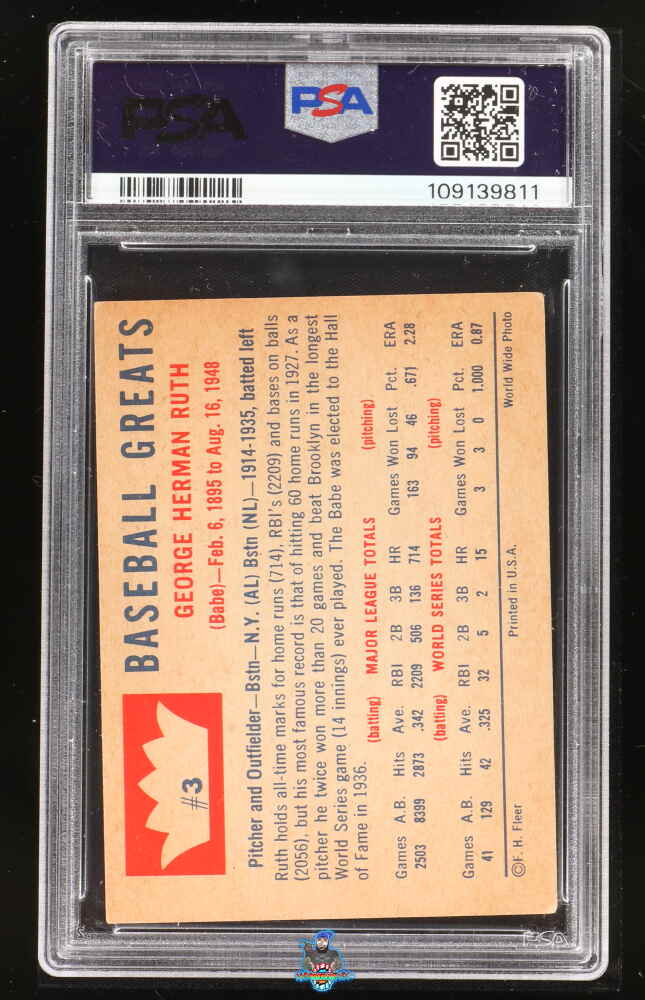 PSA
PSA
109139811
BASEBALL GREATS
#3
GEORGE HERMAN RUTH
(Babe)—Feb. 6, 1895 to Aug. 16, 1948
Pitcher and Outfielder—Bstn—N.Y. (AL) Bstn (NL)—1914-1935, batted left
Ruth holds all-time marks for home runs (714), RBI's (2209) and bases on balls
(2056), but his most famous record is that of hitting 60 home runs in 1927. As a
pitcher he twice won more than 20 games and beat Brooklyn in the longest
World Series game (14 innings) ever played. The Babe was elected to the Hall
of Fame in 1936.
(batting) MAJOR LEAGUE TOTALS (pitching)
Games A.B. Hits Ave. RBI 2B 3B HR Games Won Lost Pct. ERA
2503 8399 2873 .342 2209 506 136 714 163 94 46 .671 2.28
(batting) WORLD SERIES TOTALS (pitching)
Games A.B. Hits Ave. RBI 2B 3B HR Games Won Lost Pct. ERA
41 129 42 .325 32 5 2 15 3 3 0 1.000 0.87
©F. H. Fleer Printed in U.S.A. World Wide Photo
PSA